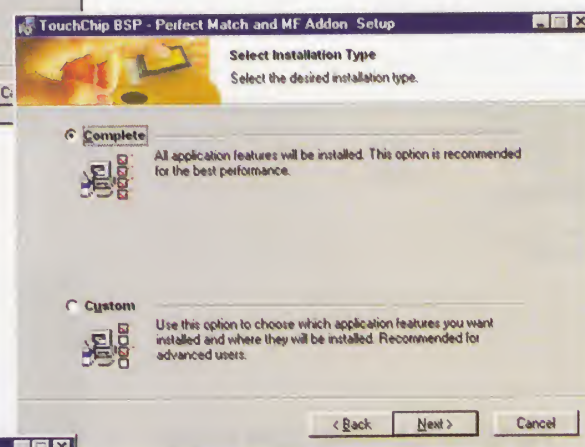 TouchChip BSP - Perfect Match and MF Addon Setup
Select Installation Type
Select the desired installation type.
Complete
All application features will be installed. This option is recommended
for the best performance.
Custom
Use this option to choose which application features you want
installed and where they will be installed. Recommended for
advanced users.
< Back
Next >
Cancel